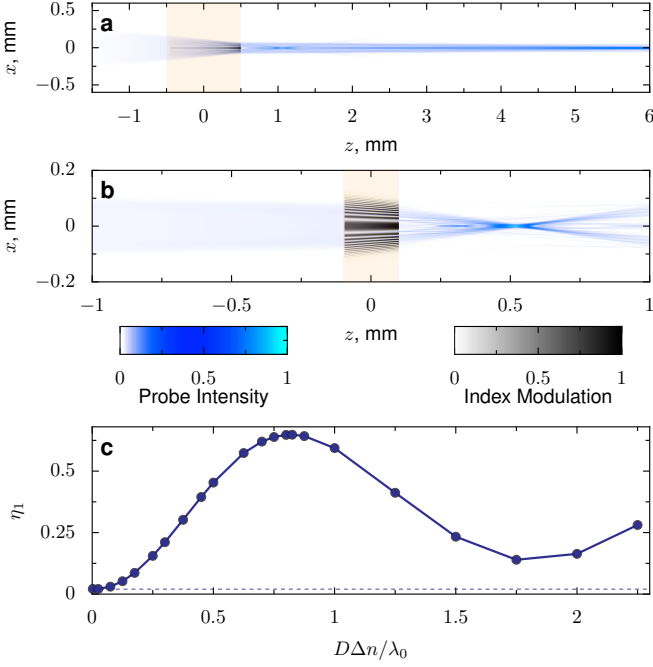 a
x, mm
0.5
0
−0.5
−1 0 1 2 3 4 5 6
z, mm
b
x, mm
0.2
0
−0.2
−1 −0.5 0 0.5 1
z, mm
0 0.5 1
Probe Intensity
0 0.5 1
Index Modulation
c
η₁
0.5
0.25
0
0 0.25 0.5 1 1.5 2
DΔn/λ₀